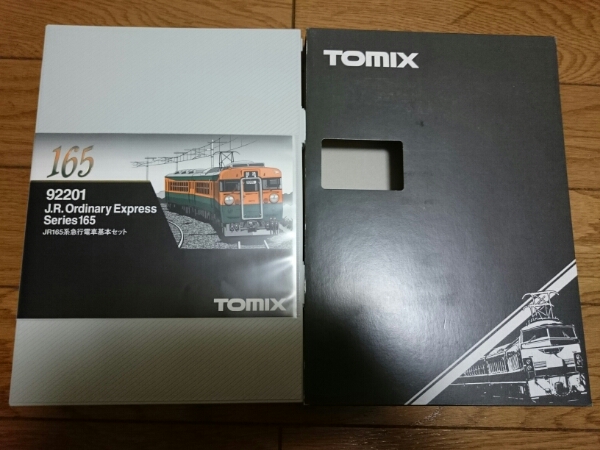 165
92201
J.R. Ordinary Express
Series 165
JR165系急行電車基本セット
TOMIX
TOMIX